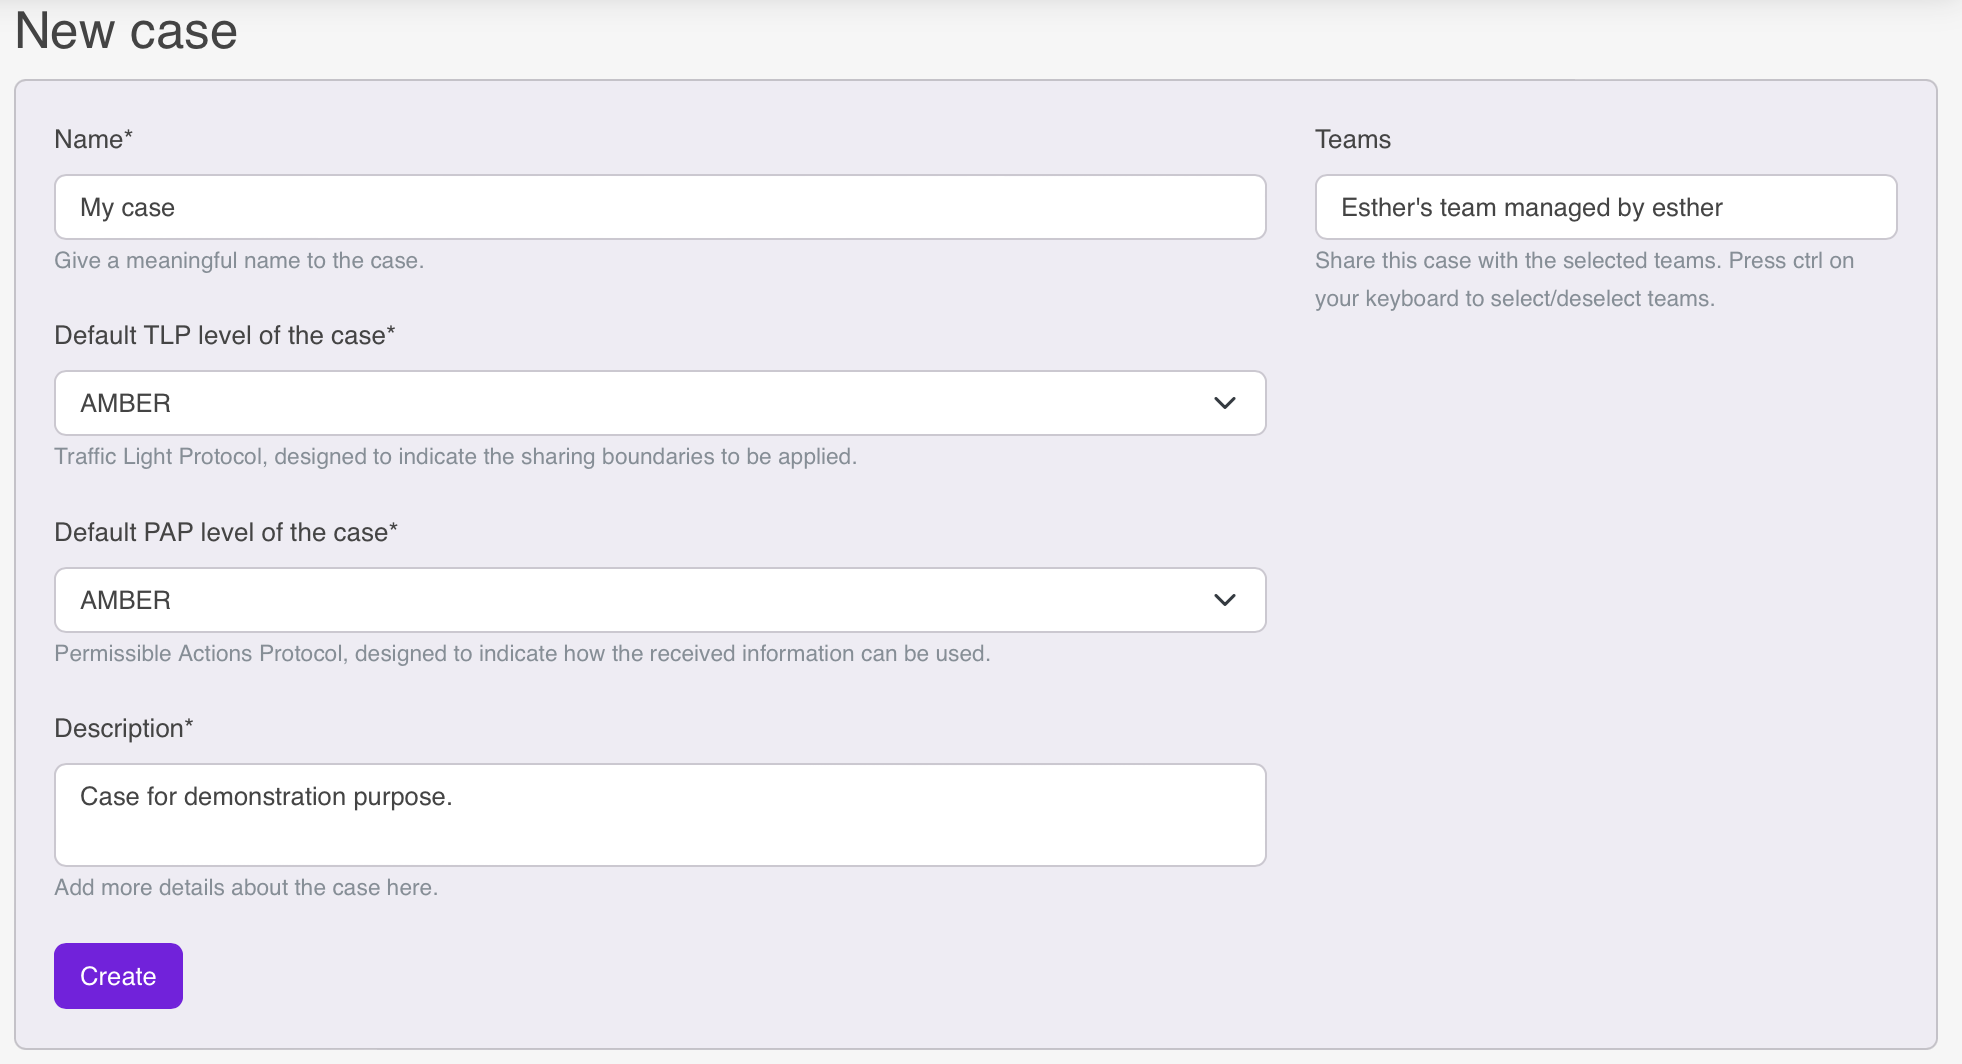 New case
Name*
My case
Give a meaningful name to the case.
Default TLP level of the case*
AMBER
Traffic Light Protocol, designed to indicate the sharing boundaries to be applied.
Default PAP level of the case*
AMBER
Permissible Actions Protocol, designed to indicate how the received information can be used.
Description*
Case for demonstration purpose.
Add more details about the case here.
Create
Teams
Esther's team managed by esther
Share this case with the selected teams. Press ctrl on
your keyboard to select/deselect teams.